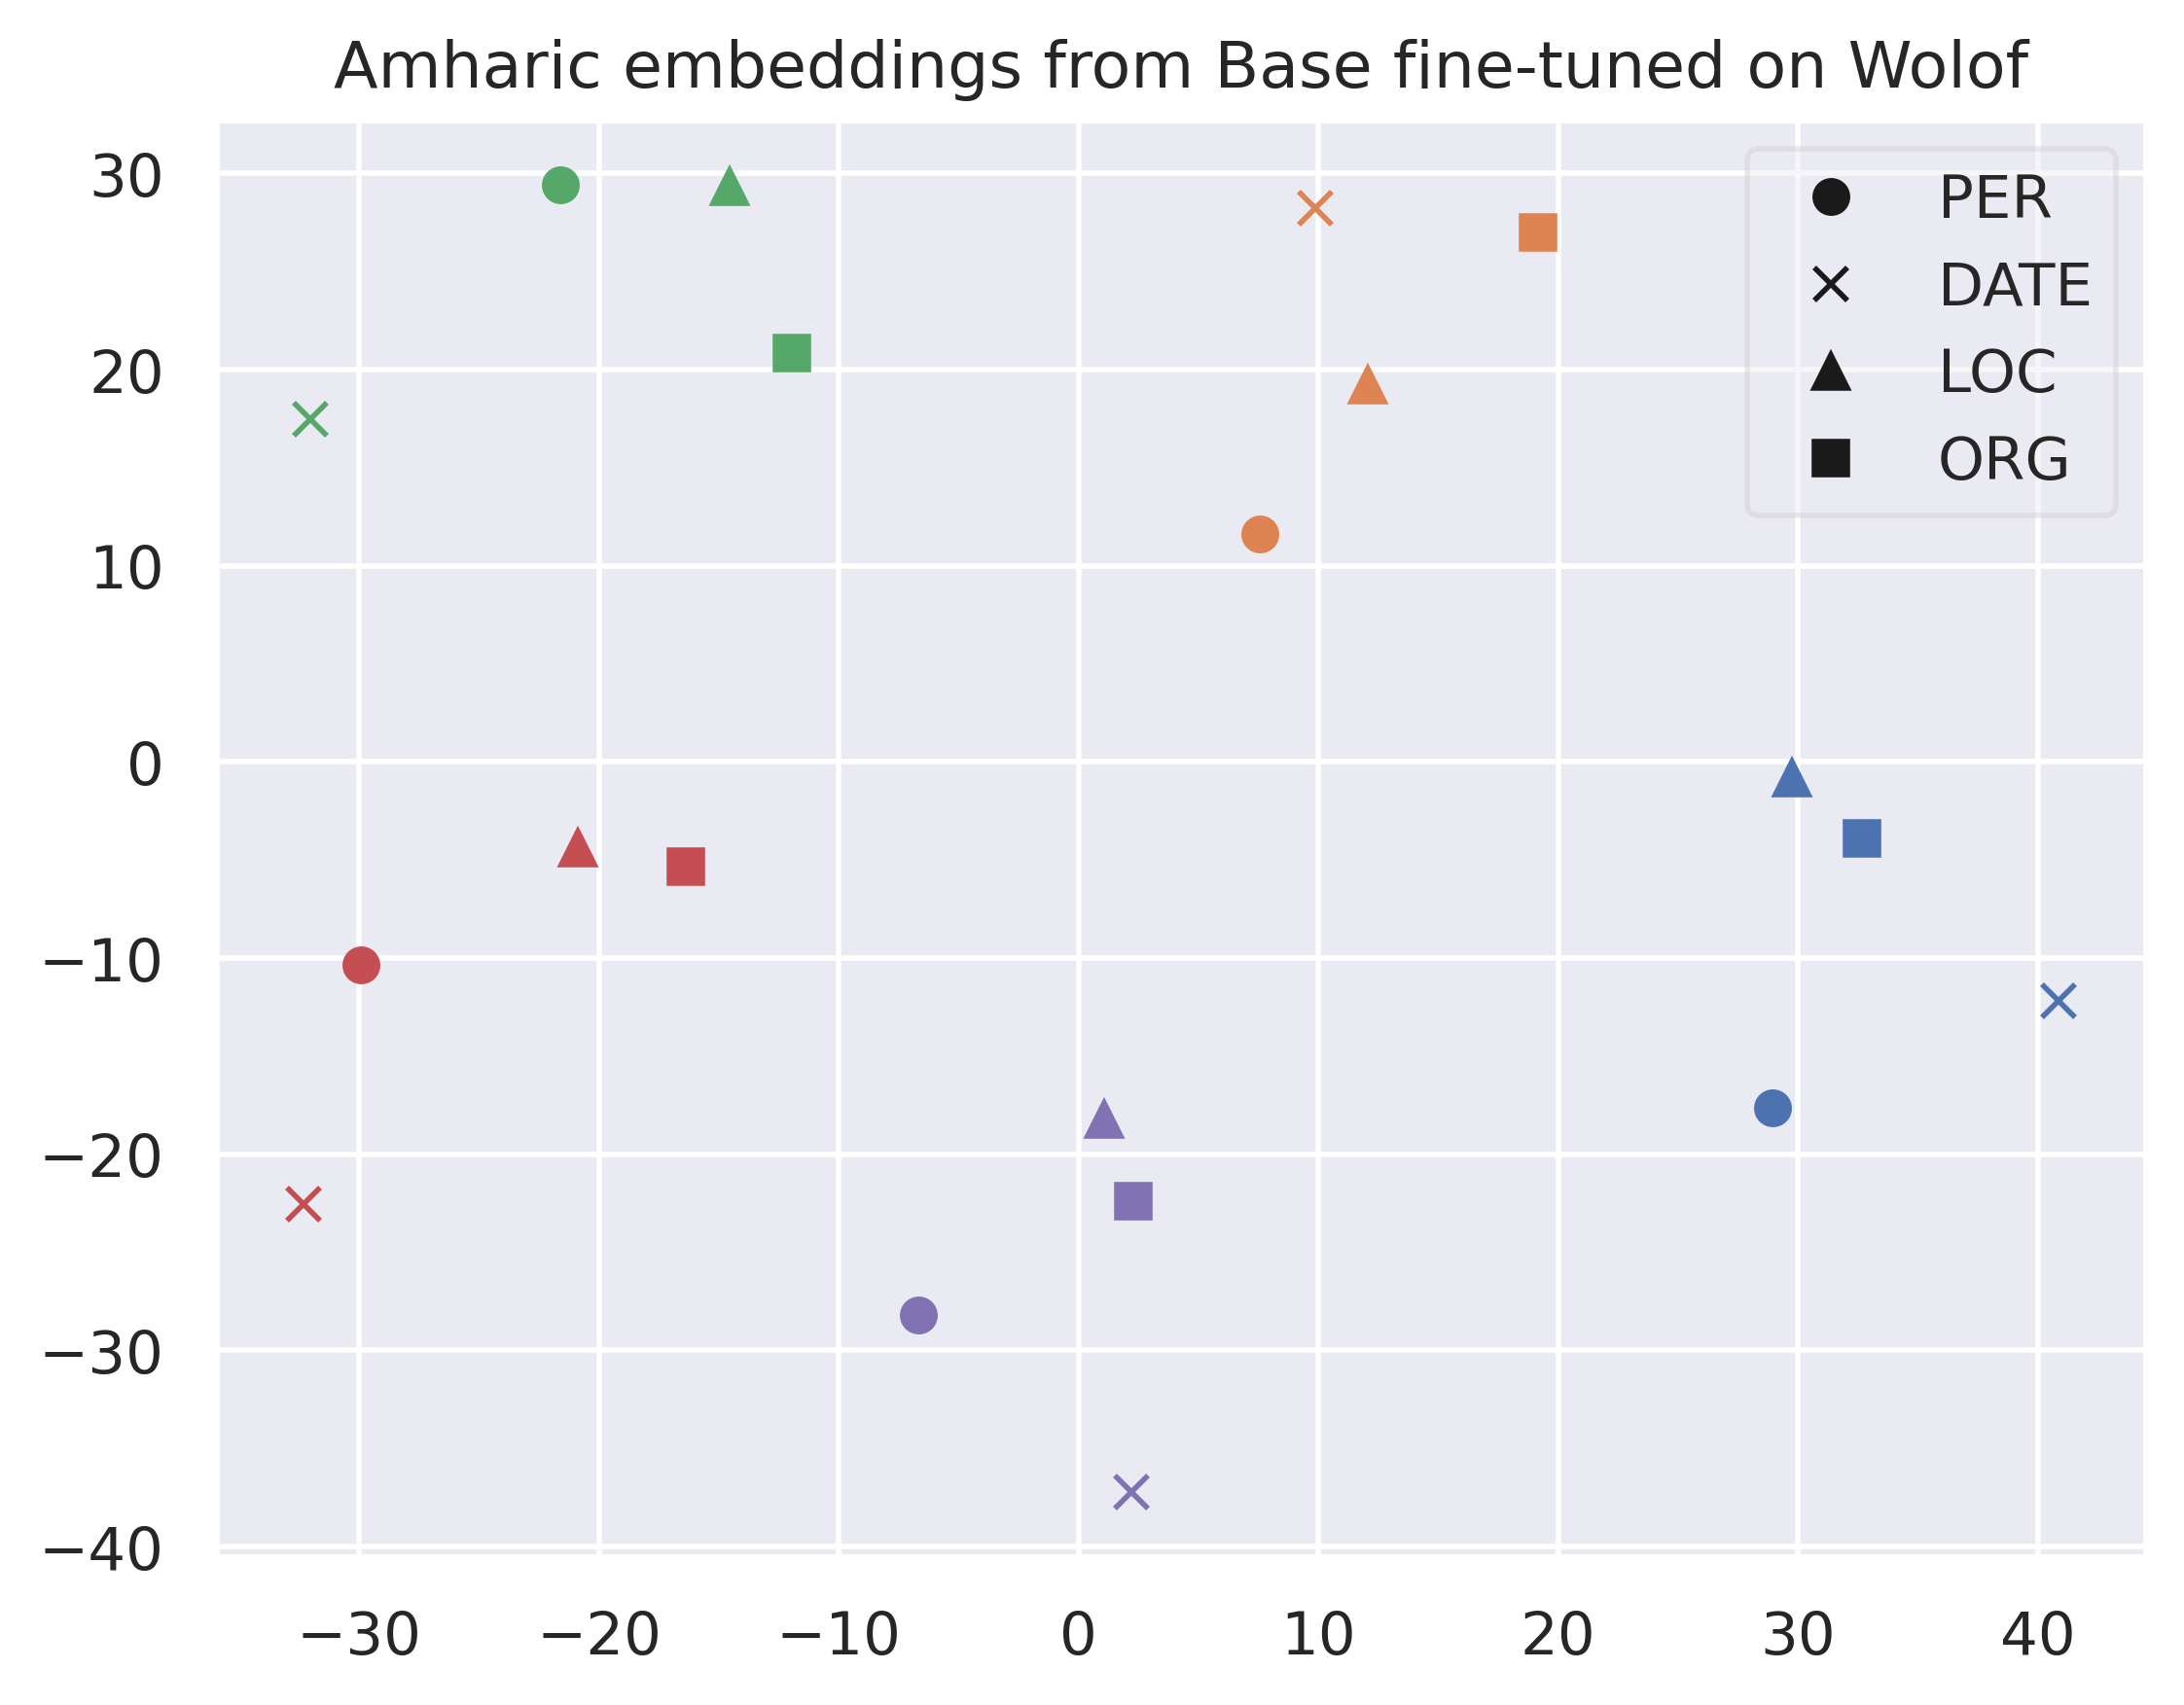 Amharic embeddings from Base fine-tuned on Wolof
30
20
10
0
−10
−20
−30
−40
PER
DATE
LOC
ORG
−30 −20 −10 0 10 20 30 40